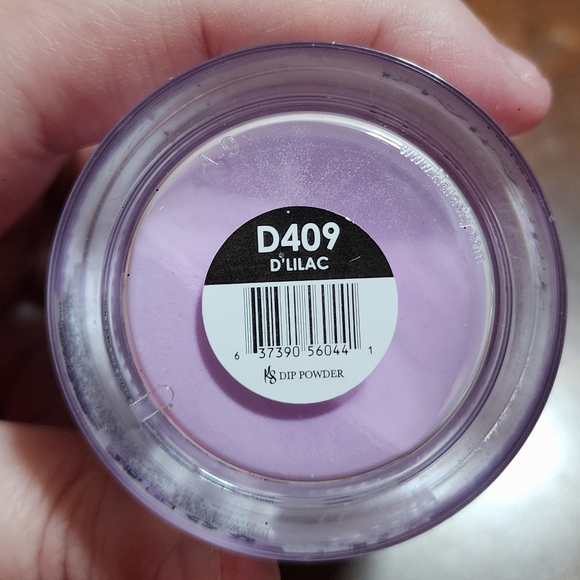 D409
D'LILAC
6 37390 56044 1
K&S DIP POWDER